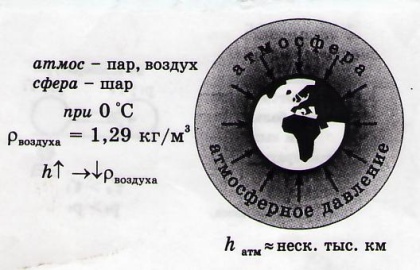 атмос – пар, воздух
сфера – шар
при 0 °C
ρвоздуха = 1,29 кг/м³
h↑ →↓ρвоздуха
атмосфера
атмосферное давление
h атм ≈ неск. тыс. км